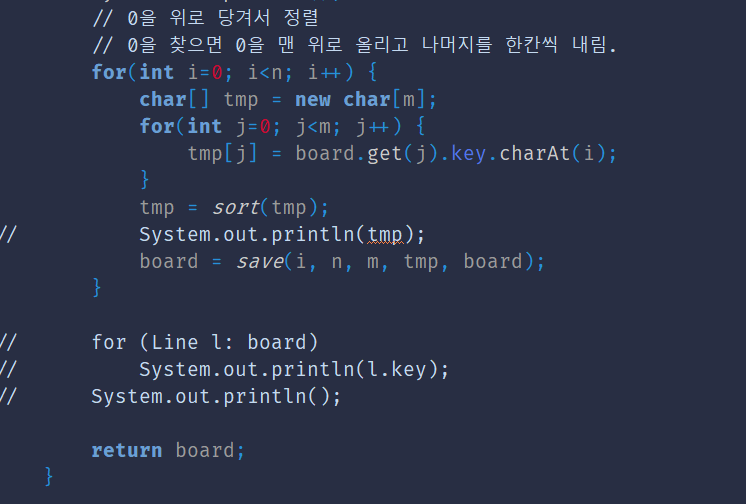 // 0을 위로 당겨서 정렬
// 0을 찾으면 0을 맨 위로 올리고 나머지를 한칸씩 내림.
for(int i=0; i<n; i++) {
char[] tmp = new char[m];
for(int j=0; j<m; j++) {
tmp[j] = board.get(j).key.charAt(i);
}
tmp = sort(tmp);
// System.out.println(tmp);
board = save(i, n, m, tmp, board);
}
// for (Line l: board)
// System.out.println(l.key);
// System.out.println();
return board;
}